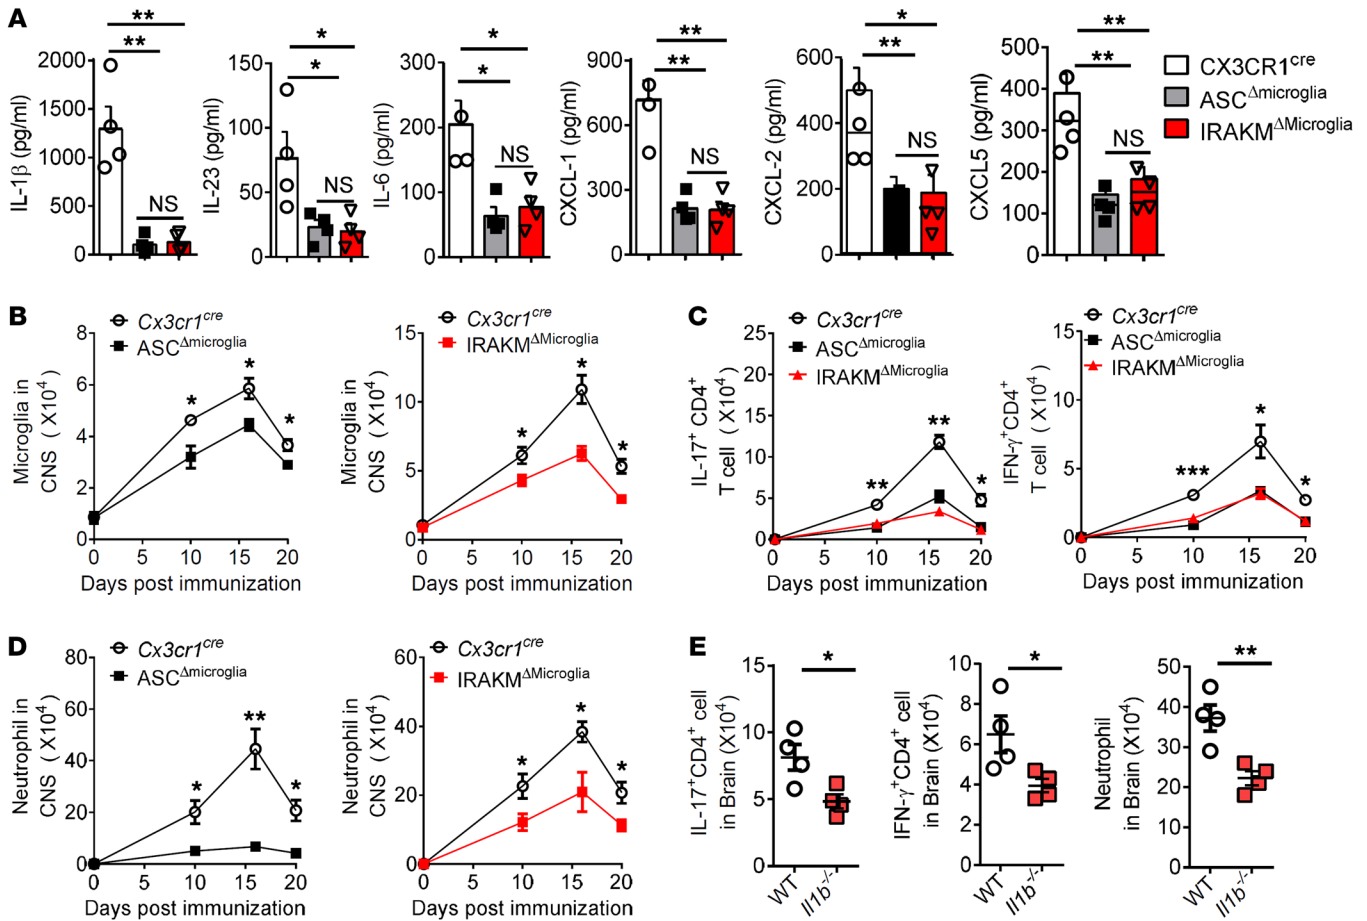 A
IL-1β (pg/ml)
2000
1500
1000
500
0
**
**
NS
IL-23 (pg/ml)
150
100
50
0
*
*
NS
IL-6 (pg/ml)
300
200
100
0
*
*
NS
CXCL-1 (pg/ml)
900
600
300
0
**
**
NS
CXCL-2 (pg/ml)
600
400
200
0
*
**
NS
CXCL5 (pg/ml)
500
400
300
200
100
0
**
**
NS
CX3CR1cre
ASCΔmicroglia
IRAKMΔMicroglia
B
Cx3cr1cre
ASCΔmicroglia
Microglia in
CNS ( X10⁴)
8
6
4
2
0
* * *
0 5 10 15 20
Days post immunization
Cx3cr1cre
IRAKMΔMicroglia
Microglia in
CNS ( X10⁴)
15
10
5
0
* * *
0 5 10 15 20
Days post immunization
C
Cx3cr1cre
ASCΔmicroglia
IRAKMΔMicroglia
IL-17⁺ CD4⁺
T cell ( X10⁴)
25
20
15
10
5
0
** ** *
0 5 10 15 20
Days post immunization
Cx3cr1cre
ASCΔmicroglia
IRAKMΔMicroglia
IFN-γ⁺CD4⁺
T cell ( X10⁴)
15
10
5
0
*** * *
0 5 10 15 20
Days post immunization
D
Cx3cr1cre
ASCΔmicroglia
Neutrophil in
CNS ( X10⁴)
80
60
40
20
0
* ** *
0 5 10 15 20
Days post immunization
Cx3cr1cre
IRAKMΔMicroglia
Neutrophil in
CNS ( X10⁴)
60
40
20
0
* * *
0 5 10 15 20
Days post immunization
E
IL-17⁺CD4⁺ cell
in Brain (X10⁴)
15
10
5
0
*
WT Il1b-/-
IFN-γ⁺CD4⁺ cell
in Brain (X10⁴)
10
8
6
4
2
0
*
WT Il1b-/-
Neutrophil
in Brain (X10⁴)
50
40
30
20
10
0
**
WT Il1b-/-